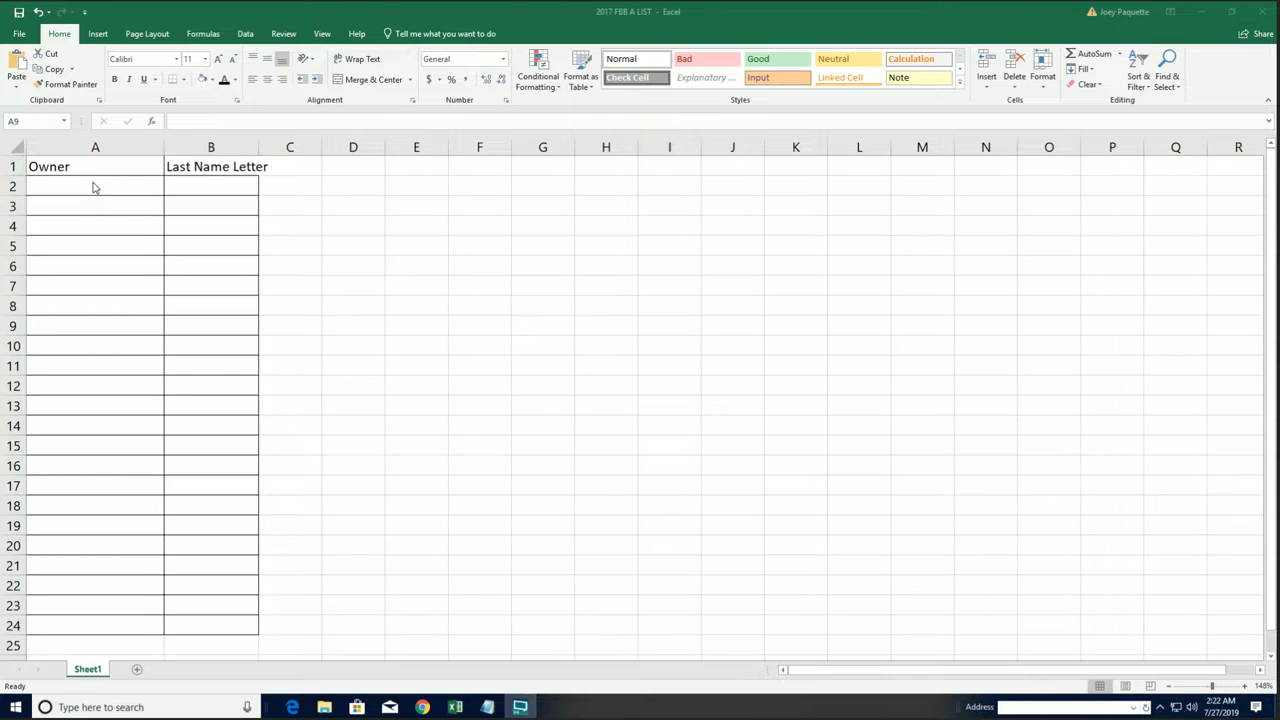 2017 FBB A LIST - Excel
Joey Paquette
File Home Insert Page Layout Formulas Data Review View Help Tell me what you want to do Share
Paste Cut Copy Format Painter Clipboard
Calibri 11 B I U A Font
Wrap Text Merge & Center Alignment
General $ % Number
Conditional Formatting Format as Table
Normal Bad Good Neutral Calculation
Check Cell Explanatory ... Input Linked Cell Note
Styles
Insert Delete Format Cells
AutoSum Fill Clear Sort & Filter Find & Select Editing
A9 fx
A B C D E F G H I J K L M N O P Q R
1 Owner Last Name Letter
2
3
4
5
6
7
8
9
10
11
12
13
14
15
16
17
18
19
20
21
22
23
24
25
Sheet1
Ready 148%
Type here to search Address 2:22 AM
7/27/2019